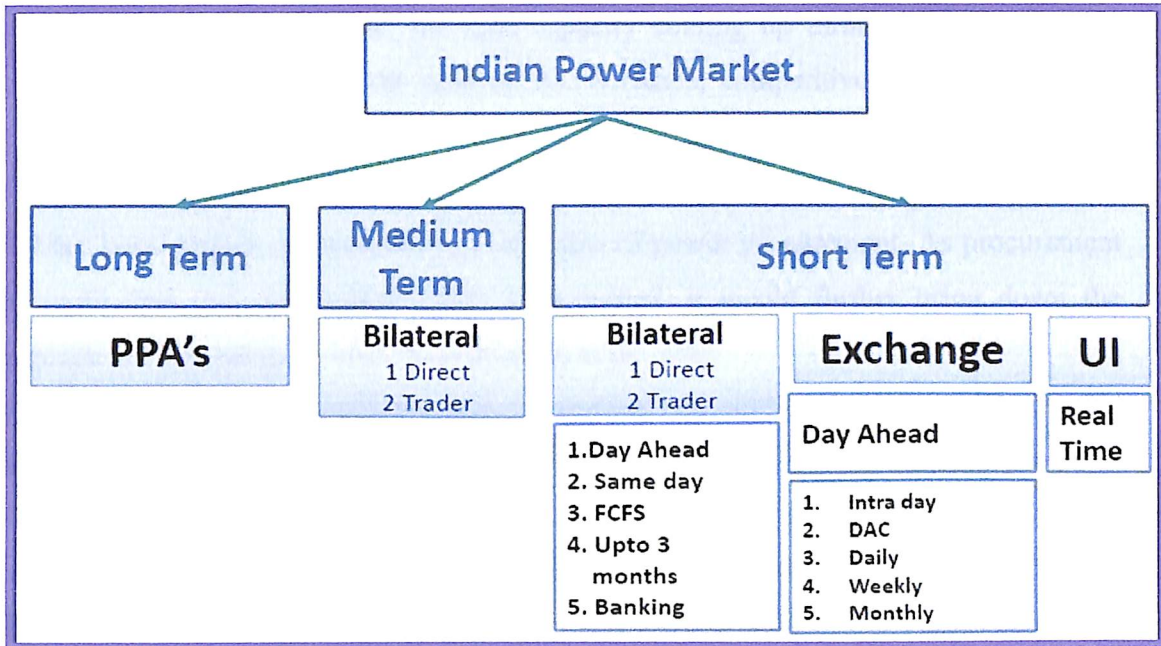 Indian Power Market
Long Term
Medium
Term
Short Term
PPA's
Bilateral
1 Direct
2 Trader
Bilateral
1 Direct
2 Trader
Exchange
UI
1.Day Ahead
2. Same day
3. FCFS
4. Upto 3
months
5. Banking
Day Ahead
1. Intra day
2. DAC
3. Daily
4. Weekly
5. Monthly
Real
Time